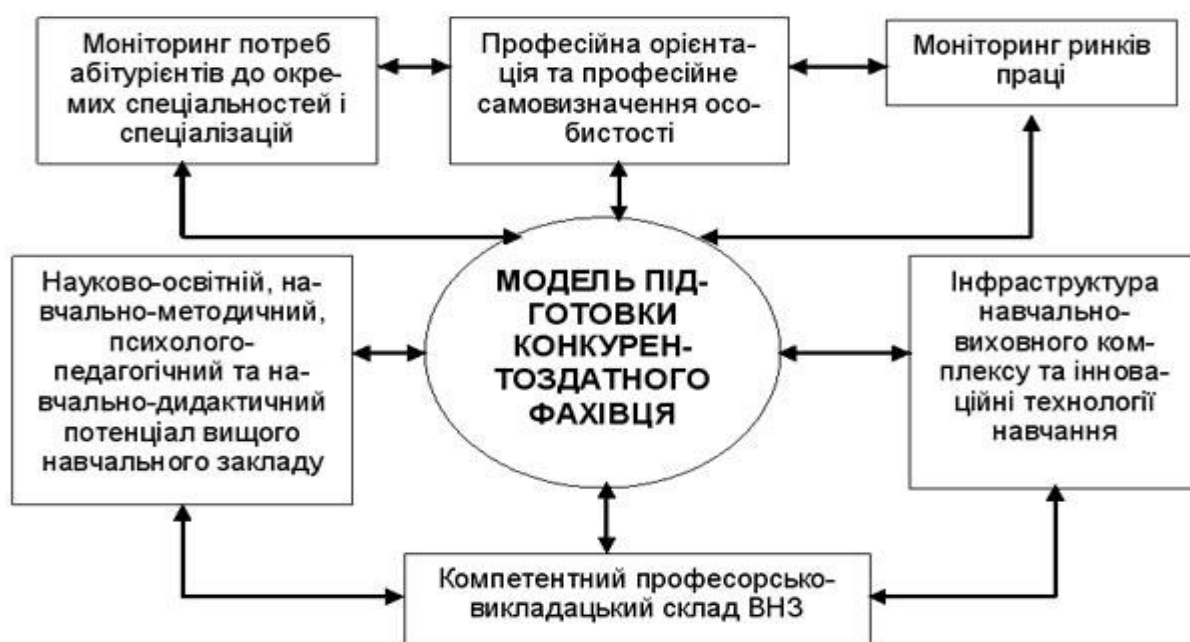 Моніторинг потреб
абітурієнтів до окре-
мих спеціальностей і
спеціалізацій
Професійна орієнта-
ція та професійне
самовизначення осо-
бистості
Моніторинг ринків
праці
Науково-освітній, на-
вчально-методичний,
психолого-
педагогічний та на-
вчально-дидактичний
потенціал вищого
навчального закладу
МОДЕЛЬ ПІД-
ГОТОВКИ
КОНКУРЕН-
ТОЗДАТНОГО
ФАХІВЦЯ
Інфраструктура
навчально-
виховного ком-
плексу та іннова-
ційні технології
навчання
Компетентний професорсько-
викладацький склад ВНЗ